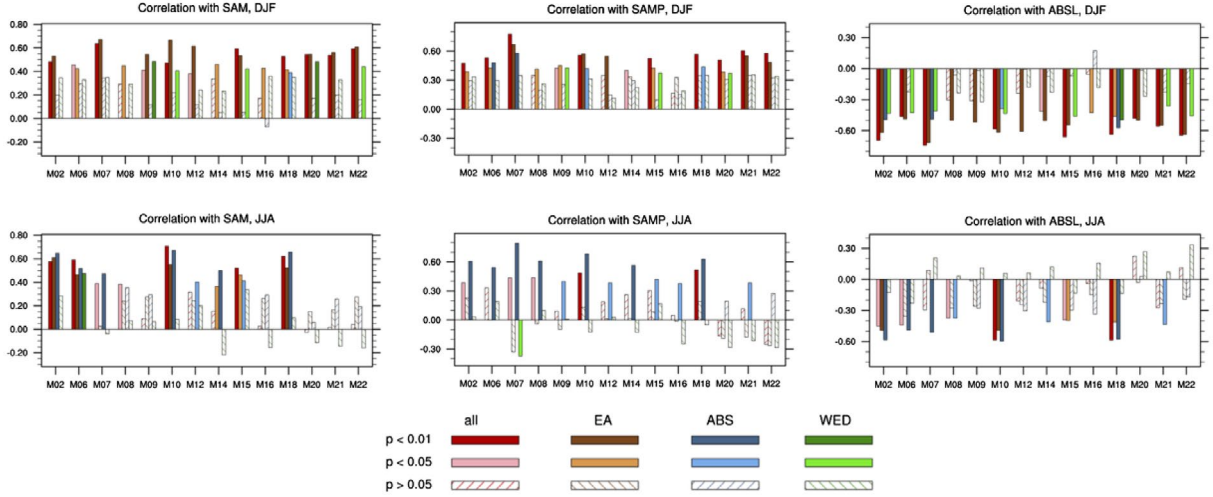 Correlation with SAM, DJF
0.80
0.60
0.40
0.20
0.00
-0.20
M02 M06 M07 M08 M09 M10 M12 M14 M15 M16 M18 M20 M21 M22
Correlation with SAMP, DJF
0.60
0.30
0.00
-0.30
M02 M06 M07 M08 M09 M10 M12 M14 M15 M16 M18 M20 M21 M22
Correlation with ABSL, DJF
0.30
0.00
-0.30
-0.60
M02 M06 M07 M08 M09 M10 M12 M14 M15 M16 M18 M20 M21 M22
Correlation with SAM, JJA
0.80
0.60
0.40
0.20
0.00
-0.20
M02 M06 M07 M08 M09 M10 M12 M14 M15 M16 M18 M20 M21 M22
Correlation with SAMP, JJA
0.60
0.30
0.00
-0.30
M02 M06 M07 M08 M09 M10 M12 M14 M15 M16 M18 M20 M21 M22
Correlation with ABSL, JJA
0.30
0.00
-0.30
-0.60
M02 M06 M07 M08 M09 M10 M12 M14 M15 M16 M18 M20 M21 M22
all EA ABS WED
p < 0.01
p < 0.05
p > 0.05